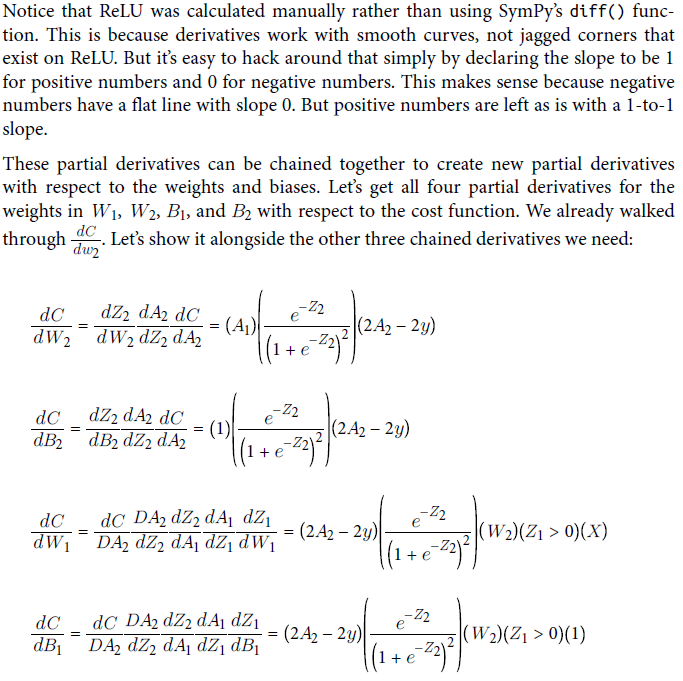 Notice that ReLU was calculated manually rather than using SymPy's diff() func-
tion. This is because derivatives work with smooth curves, not jagged corners that
exist on ReLU. But it's easy to hack around that simply by declaring the slope to be 1
for positive numbers and 0 for negative numbers. This makes sense because negative
numbers have a flat line with slope 0. But positive numbers are left as is with a 1-to-1
slope.
These partial derivatives can be chained together to create new partial derivatives
with respect to the weights and biases. Let's get all four partial derivatives for the
weights in W₁, W₂, B₁, and B₂ with respect to the cost function. We already walked
through dC/dw₂. Let's show it alongside the other three chained derivatives we need:
dC/dW₂ = dZ₂/dW₂ dA₂/dZ₂ dC/dA₂ = (A₁)(e^(-Z₂)/(1 + e^(-Z₂))²)(2A₂ – 2y)
dC/dB₂ = dZ₂/dB₂ dA₂/dZ₂ dC/dA₂ = (1)(e^(-Z₂)/(1 + e^(-Z₂))²)(2A₂ – 2y)
dC/dW₁ = dC/DA₂ DA₂/dZ₂ dZ₂/dA₁ dA₁/dZ₁ dZ₁/dW₁ = (2A₂ – 2y)(e^(-Z₂)/(1 + e^(-Z₂))²)(W₂)(Z₁ > 0)(X)
dC/dB₁ = dC/DA₂ DA₂/dZ₂ dZ₂/dA₁ dA₁/dZ₁ dZ₁/dB₁ = (2A₂ – 2y)(e^(-Z₂)/(1 + e^(-Z₂))²)(W₂)(Z₁ > 0)(1)